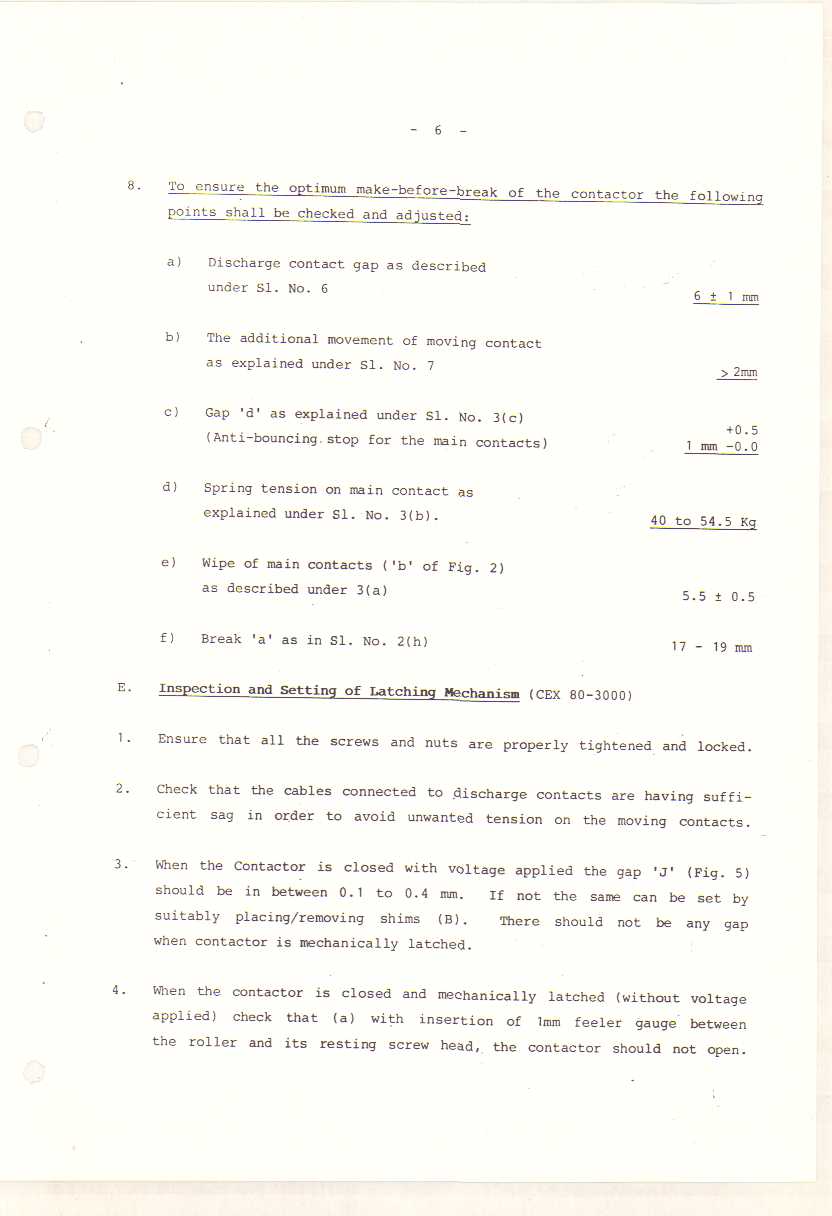 - 6 -
8. To ensure the optimum make-before-break of the contactor the following
points shall be checked and adjusted:
a) Discharge contact gap as described
under Sl. No. 6 6 ± 1 mm
b) The additional movement of moving contact
as explained under Sl. No. 7 > 2mm
c) Gap 'd' as explained under Sl. No. 3(c)
+0.5
(Anti-bouncing stop for the main contacts) 1 mm -0.0
d) Spring tension on main contact as
explained under Sl. No. 3(b). 40 to 54.5 Kg
e) Wipe of main contacts ('b' of Fig. 2)
as described under 3(a) 5.5 ± 0.5
f) Break 'a' as in Sl. No. 2(h) 17 - 19 mm
E. Inspection and Setting of Latching Mechanism (CEX 80-3000)
1. Ensure that all the screws and nuts are properly tightened and locked.
2. Check that the cables connected to discharge contacts are having suffi-
cient sag in order to avoid unwanted tension on the moving contacts.
3. When the Contactor is closed with voltage applied the gap 'J' (Fig. 5)
should be in between 0.1 to 0.4 mm. If not the same can be set by
suitably placing/removing shims (B). There should not be any gap
when contactor is mechanically latched.
4. When the contactor is closed and mechanically latched (without voltage
applied) check that (a) with insertion of 1mm feeler gauge between
the roller and its resting screw head, the contactor should not open.